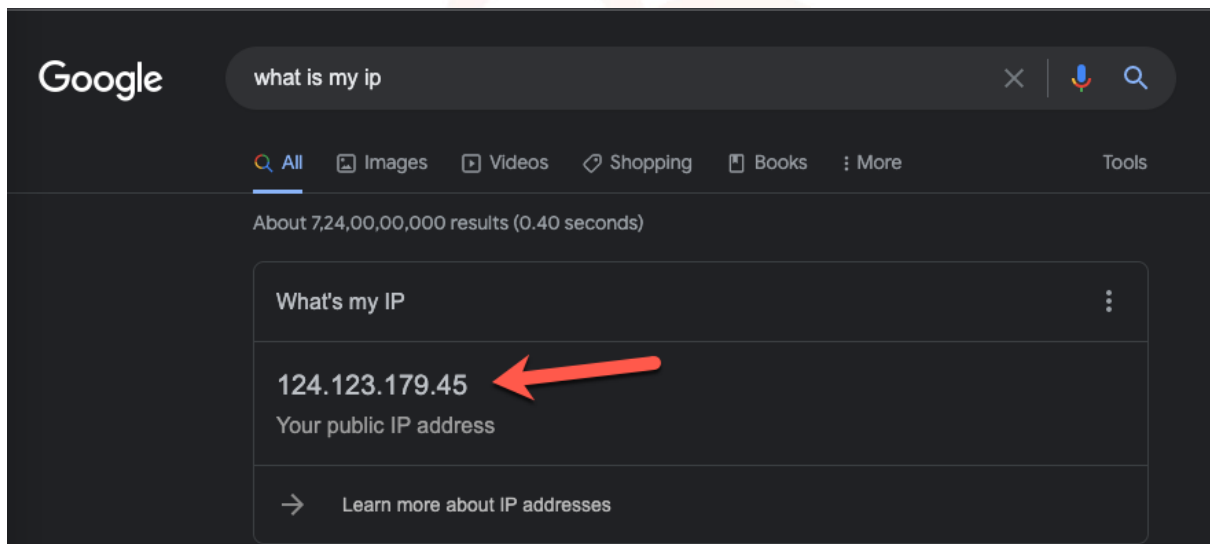 Google what is my ip
All Images Videos Shopping Books More Tools
About 7,24,00,00,000 results (0.40 seconds)
What's my IP
124.123.179.45
Your public IP address
Learn more about IP addresses